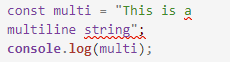 const multi = "This is a
multiline string";
console.log(multi);